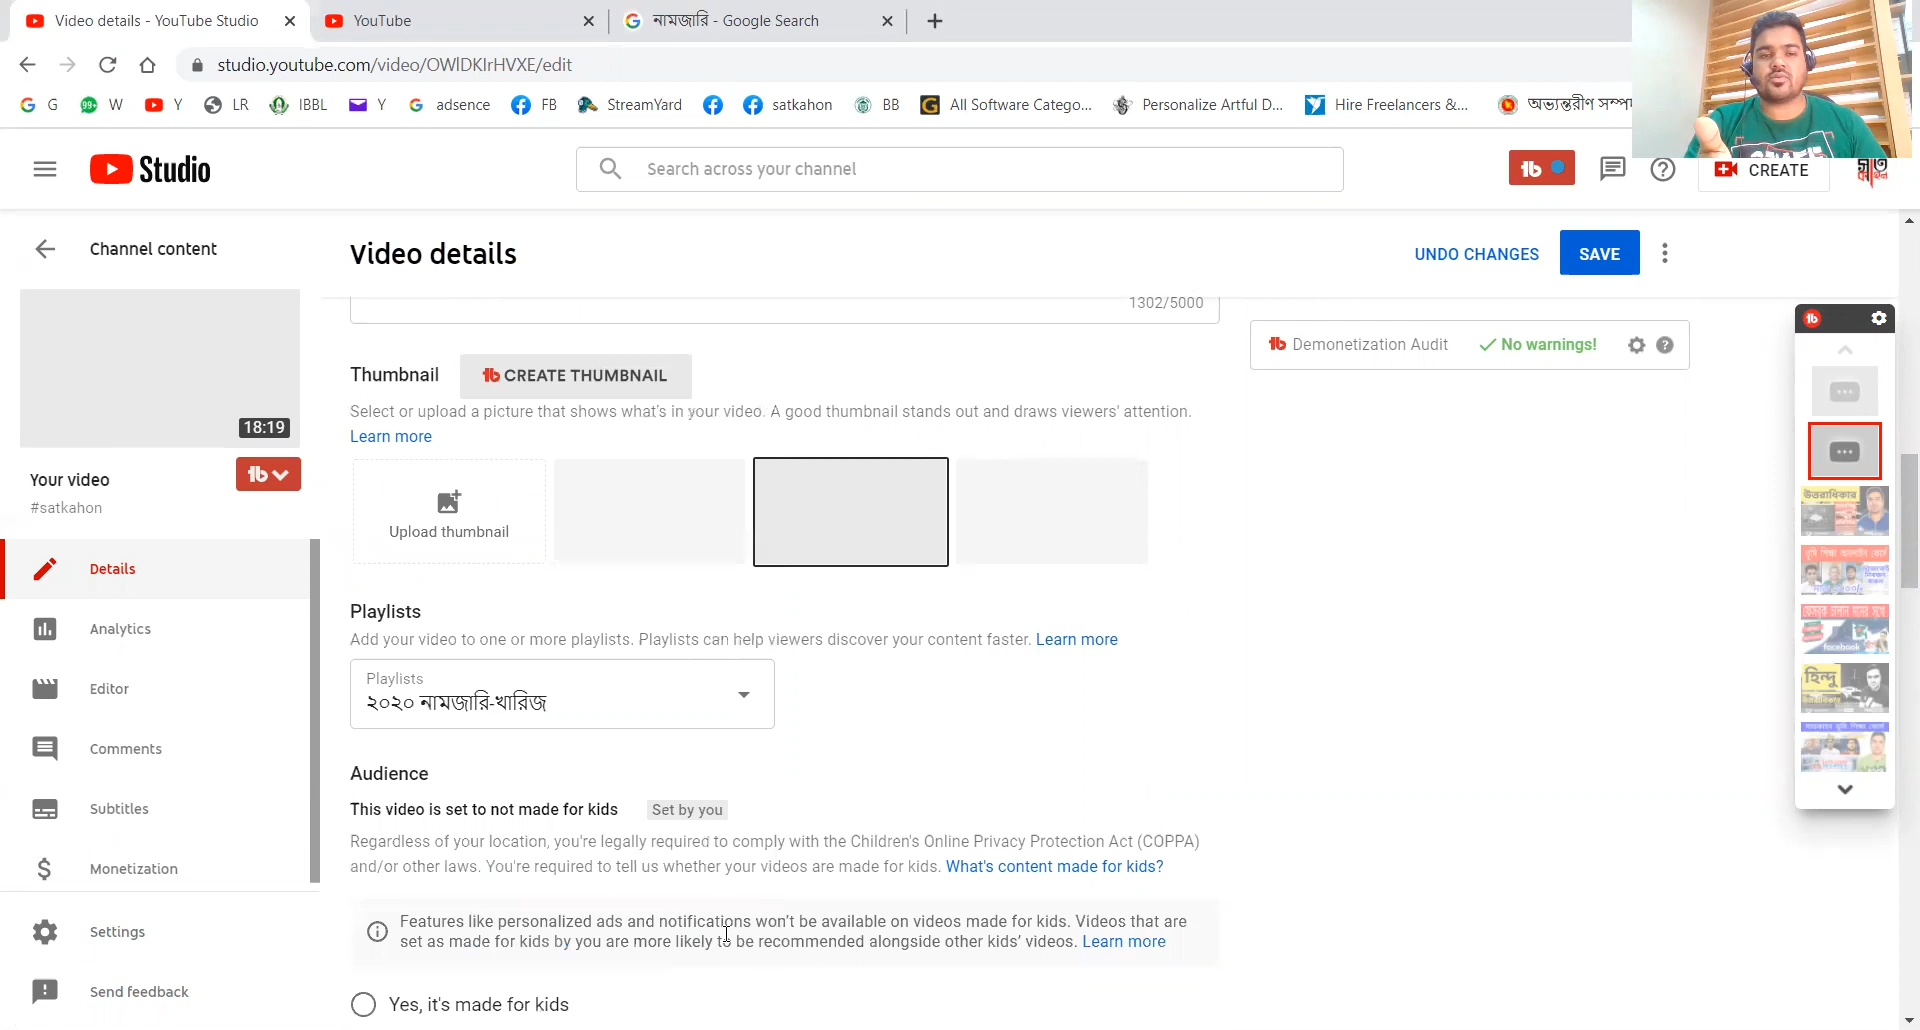 Video details - YouTube Studio
YouTube
নামজারি - Google Search
studio.youtube.com/video/OWlDKIrHVXE/edit
G
99+ W
Y
LR
IBBL
Y
adsence
FB
StreamYard
satkahon
BB
All Software Catego...
Personalize Artful D...
Hire Freelancers &...
অভ্যন্তরীণ
Studio
Search across your channel
CREATE
Channel content
Video details
UNDO CHANGES
SAVE
1302/5000
Demonetization Audit
No warnings!
Thumbnail
CREATE THUMBNAIL
Select or upload a picture that shows what's in your video. A good thumbnail stands out and draws viewers' attention.
Learn more
18:19
Your video
#satkahon
Upload thumbnail
উত্তরাধিকার
facebook
হিন্দু
Details
Analytics
Editor
Comments
Subtitles
Monetization
Settings
Send feedback
Playlists
Add your video to one or more playlists. Playlists can help viewers discover your content faster. Learn more
Playlists
২০২০ নামজারি-খারিজ
Audience
This video is set to not made for kids
Set by you
Regardless of your location, you're legally required to comply with the Children's Online Privacy Protection Act (COPPA)
and/or other laws. You're required to tell us whether your videos are made for kids. What's content made for kids?
Features like personalized ads and notifications won't be available on videos made for kids. Videos that are
set as made for kids by you are more likely to be recommended alongside other kids' videos. Learn more
Yes, it's made for kids